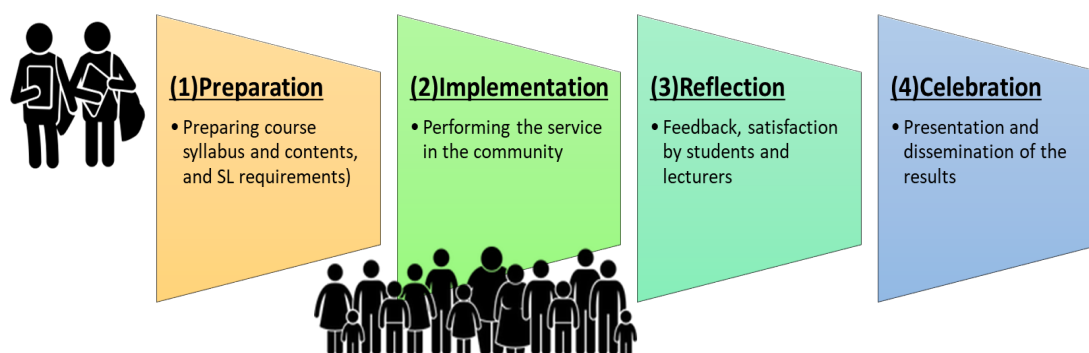 (1)Preparation
• Preparing course
syllabus and contents,
and SL requirements)
(2)Implementation
• Performing the service
in the community
(3)Reflection
• Feedback, satisfaction
by students and
lecturers
(4)Celebration
• Presentation and
dissemination of the
results